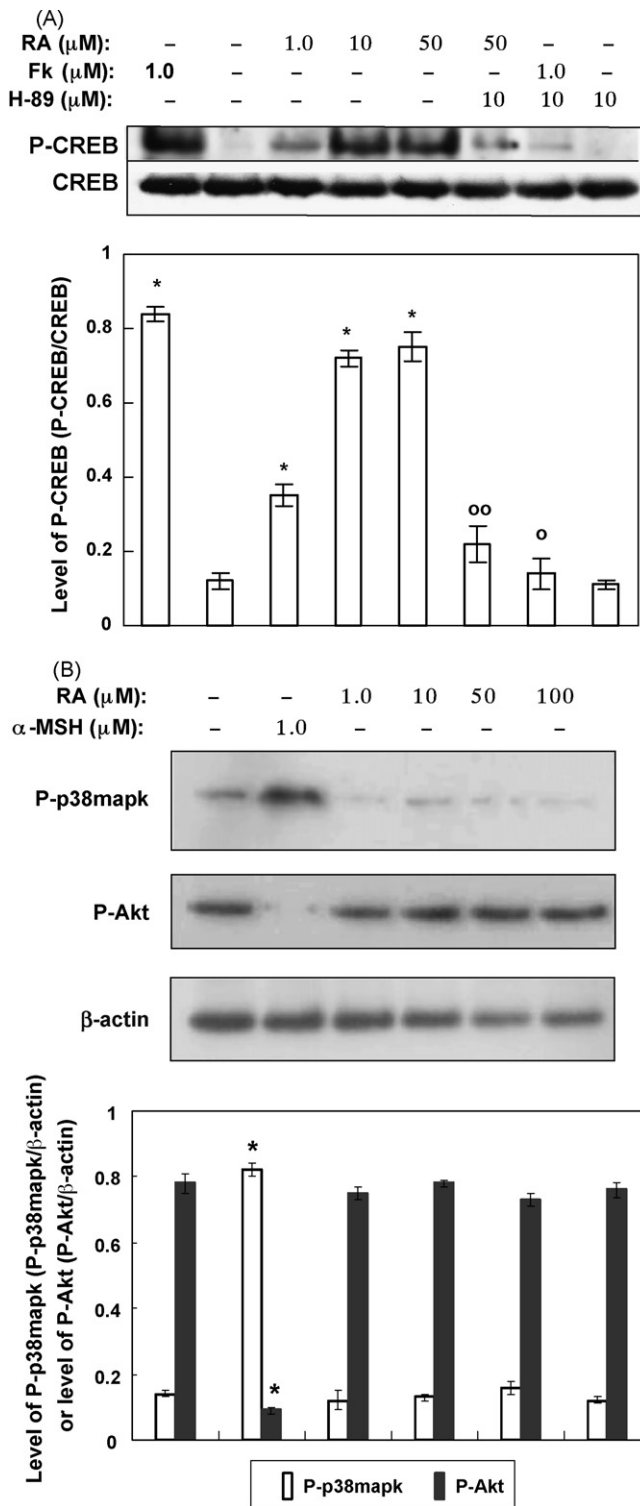 (A)
RA (μM): – – 1.0 10 50 50 – –
Fk (μM): 1.0 – – – – – 1.0 –
H-89 (μM): – – – – – 10 10 10
P-CREB
CREB
Level of P-CREB (P-CREB/CREB)
1
0.8
0.6
0.4
0.2
0
* * * * oo o
(B)
RA (μM): – – 1.0 10 50 100
α-MSH (μM): – 1.0 – – – –
P-p38mapk
P-Akt
β-actin
Level of P-p38mapk (P-p38mapk/β-actin)
or level of P-Akt (P-Akt/β-actin)
1
0.8
0.6
0.4
0.2
0
* *
P-p38mapk P-Akt